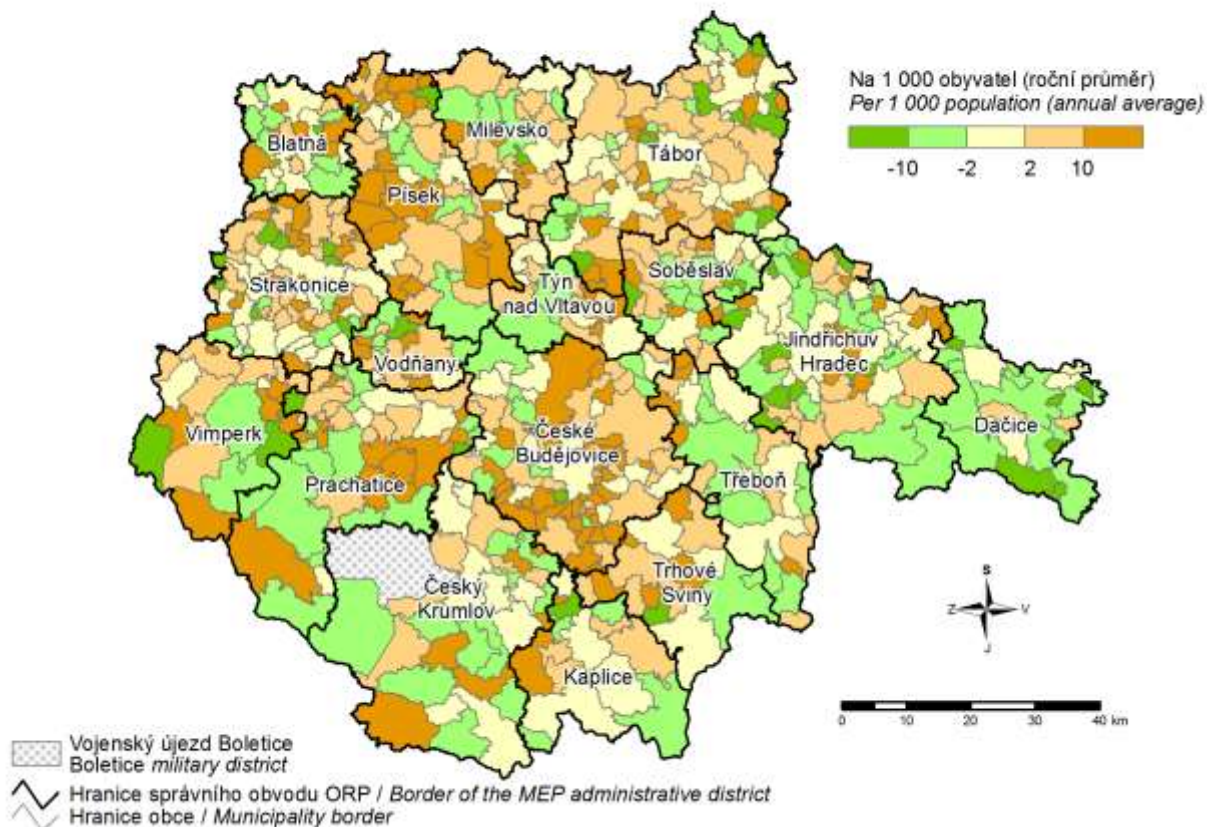 Na 1 000 obyvatel (roční průměr)
Per 1 000 population (annual average)
-10 -2 2 10
Blatná
Milevsko
Tábor
Písek
Strakonice
Týn
nad Vltavou
Soběslav
Jindřichův
Hradec
Vodňany
Dačice
Vimperk
České
Budějovice
Prachatice
Třeboň
Český
Krumlov
Trhové
Sviny
Kaplice
S
Z V
J
0 10 20 30 40 km
Vojenský újezd Boletice
Boletice military district
Hranice správního obvodu ORP / Border of the MEP administrative district
Hranice obce / Municipality border